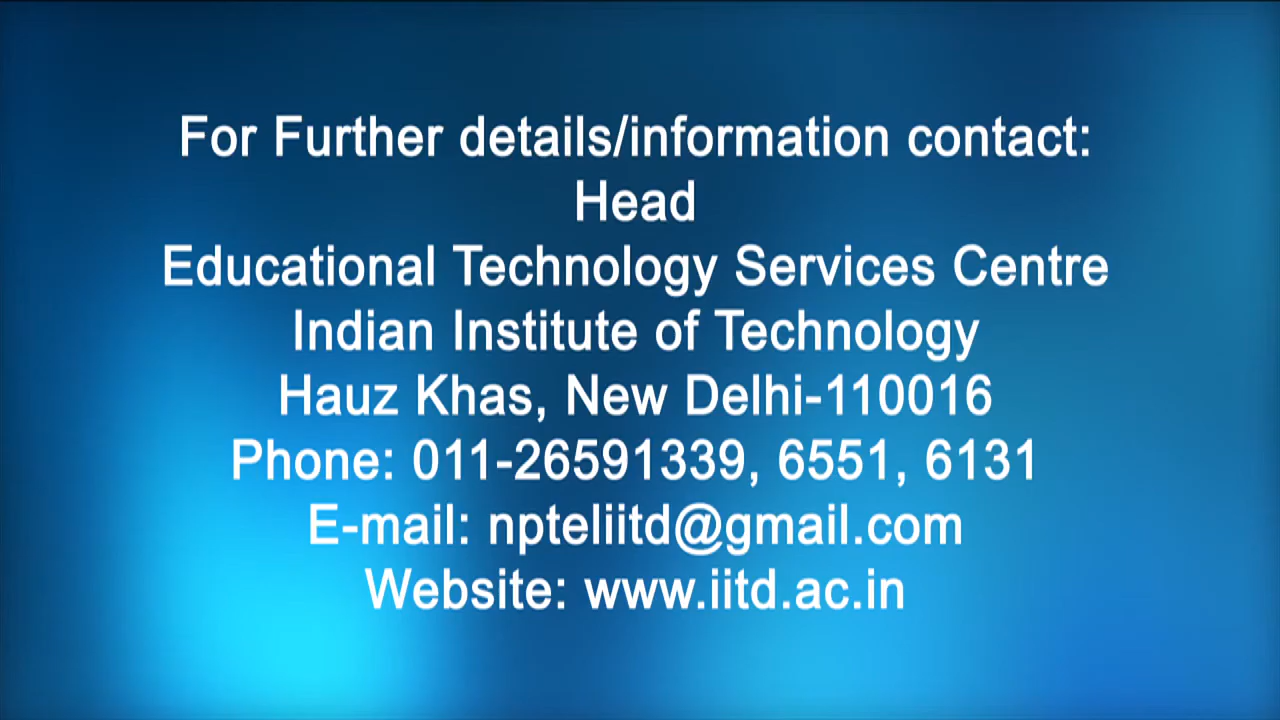 For Further details/information contact:
Head
Educational Technology Services Centre
Indian Institute of Technology
Hauz Khas, New Delhi-110016
Phone: 011-26591339, 6551, 6131
E-mail: npteliitd@gmail.com
Website: www.iitd.ac.in